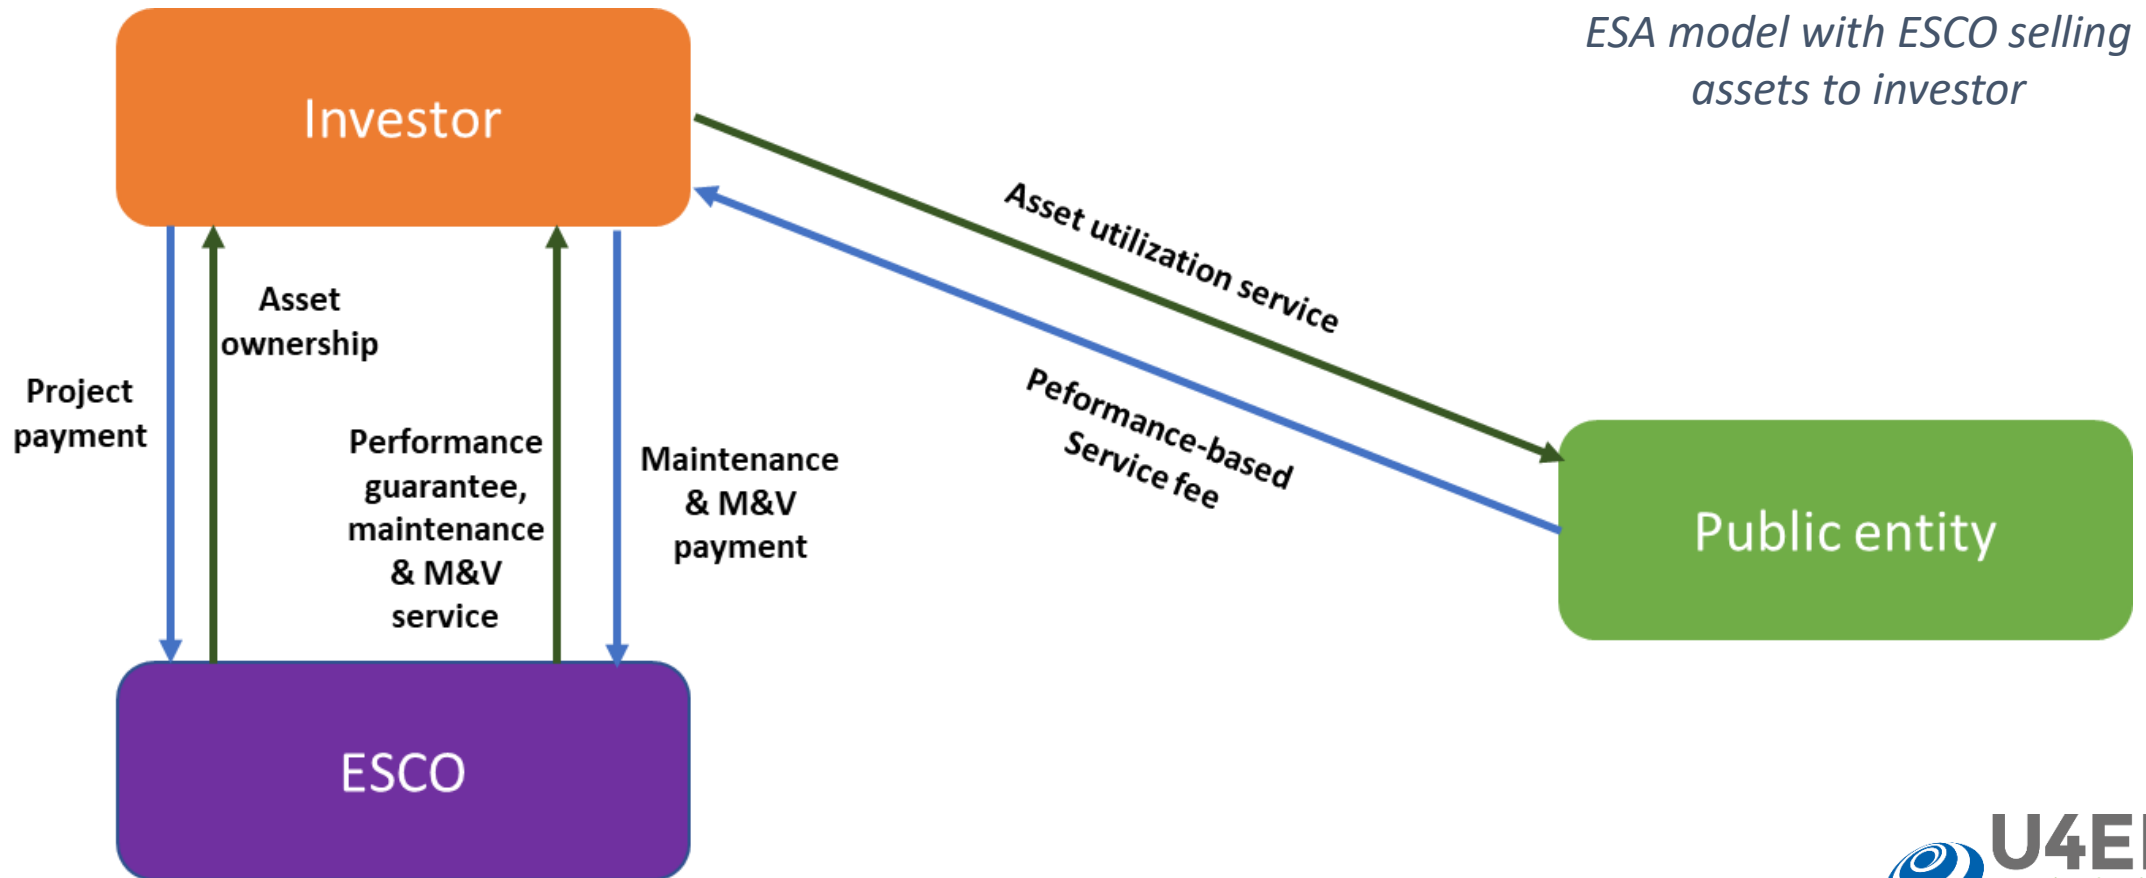 ESA model with ESCO selling
assets to investor
Investor
Asset utilization service
Peformance-based
Service fee
Asset
ownership
Project
payment
Performance
guarantee,
maintenance
& M&V
service
Maintenance
& M&V
payment
Public entity
ESCO
U4E